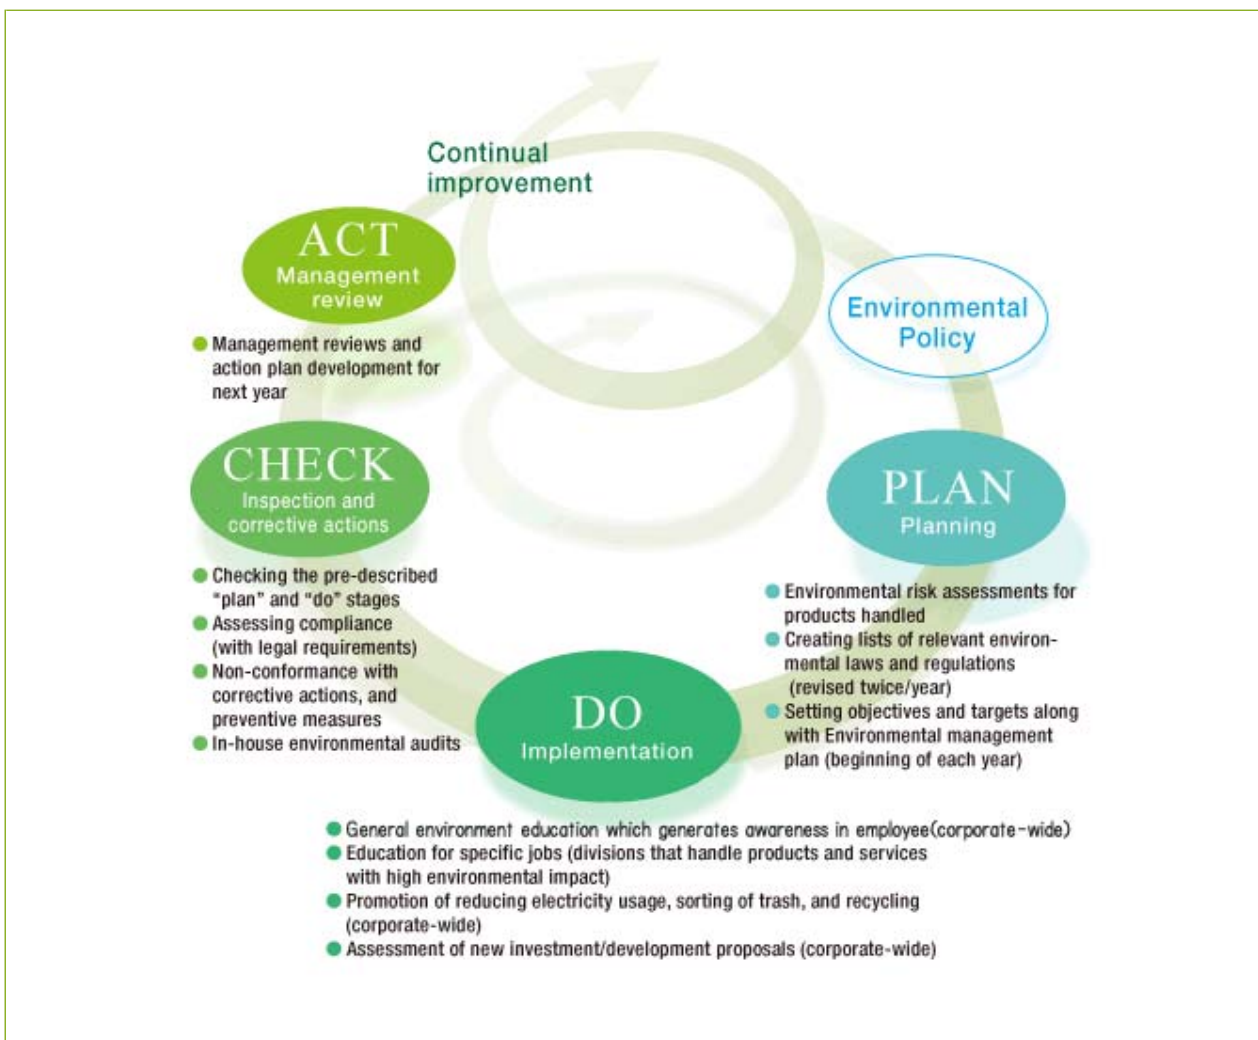 Continual
improvement
ACT
Management
review
Management reviews and
action plan development for
next year
Environmental
Policy
CHECK
Inspection and
corrective actions
Checking the pre-described
“plan” and “do” stages
Assessing compliance
(with legal requirements)
Non-conformance with
corrective actions, and
preventive measures
In-house environmental audits
PLAN
Planning
Environmental risk assessments for
products handled
Creating lists of relevant environ-
mental laws and regulations
(revised twice/year)
Setting objectives and targets along
with Environmental management
plan (beginning of each year)
DO
Implementation
General environment education which generates awareness in employee(corporate-wide)
Education for specific jobs (divisions that handle products and services
with high environmental impact)
Promotion of reducing electricity usage, sorting of trash, and recycling
(corporate-wide)
Assessment of new investment/development proposals (corporate-wide)